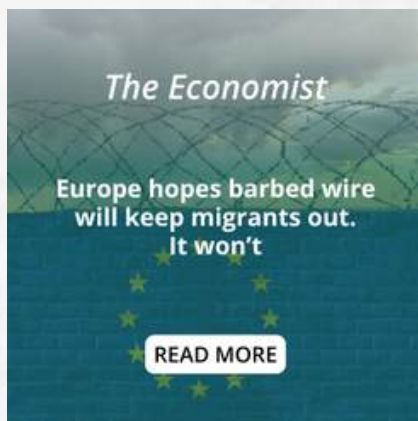 The Economist
Europe hopes barbed wire
will keep migrants out.
It won't
READ MORE